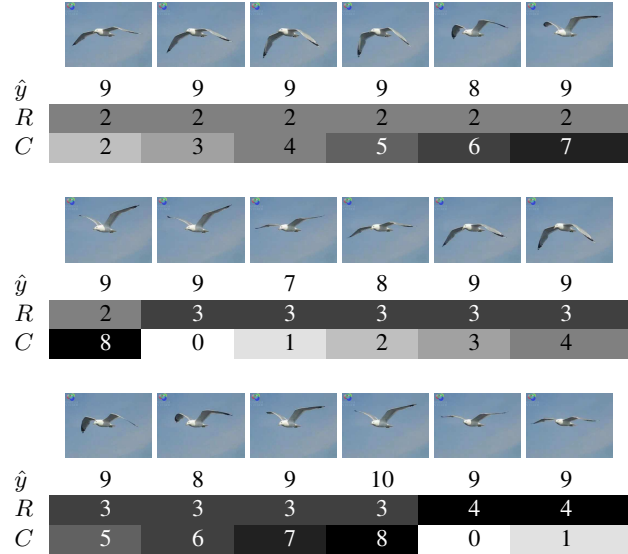 ŷ 9 9 9 9 8 9
R 2 2 2 2 2 2
C 2 3 4 5 6 7
ŷ 9 9 7 8 9 9
R 2 3 3 3 3 3
C 8 0 1 2 3 4
ŷ 9 8 9 10 9 9
R 3 3 3 3 4 4
C 5 6 7 8 0 1